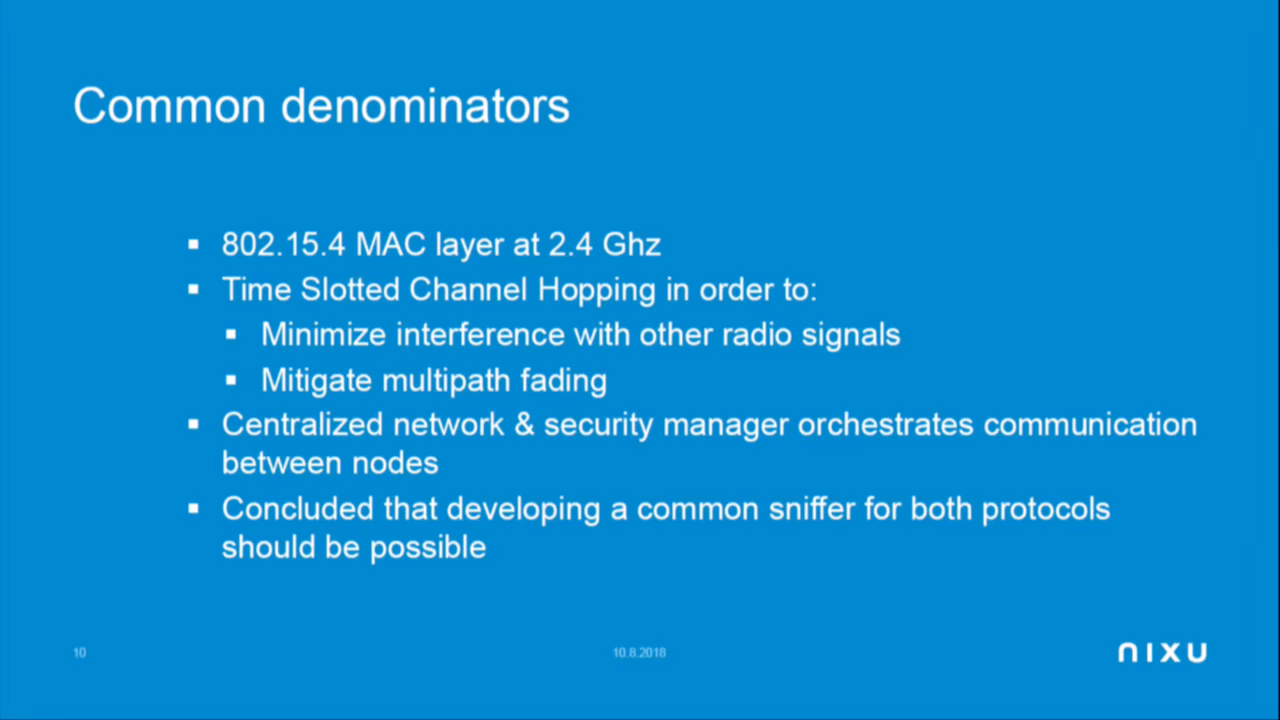 Common denominators
▪ 802.15.4 MAC layer at 2.4 Ghz
▪ Time Slotted Channel Hopping in order to:
▪ Minimize interference with other radio signals
▪ Mitigate multipath fading
▪ Centralized network & security manager orchestrates communication
between nodes
▪ Concluded that developing a common sniffer for both protocols
should be possible
10
10.8.2018
nixu